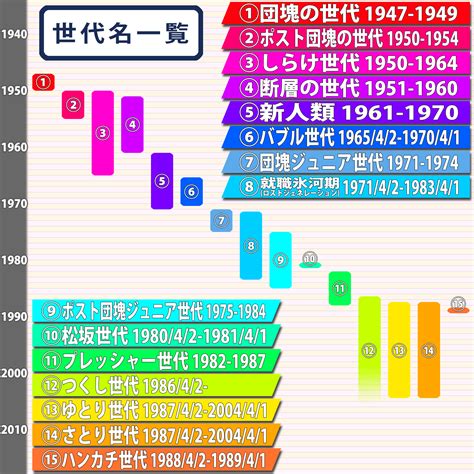 世代名一覧
1940
1950
1960
1970
1980
1990
2000
2010
①団塊の世代 1947-1949
②ポスト団塊の世代 1950-1954
③しらけ世代 1950-1964
④断層の世代 1951-1960
⑤新人類 1961-1970
⑥バブル世代 1965/4/2-1970/4/1
⑦団塊ジュニア世代 1971-1974
⑧就職氷河期(ロストジェネレーション) 1971/4/2-1983/4/1
①
②
③
④
⑤
⑥
⑦
⑧
⑨
⑩
⑪
⑫
⑬
⑭
⑮
⑨ポスト団塊ジュニア世代 1975-1984
⑩松坂世代 1980/4/2-1981/4/1
⑪プレッシャー世代 1982-1987
⑫つくし世代 1986/4/2-
⑬ゆとり世代 1987/4/2-2004/4/1
⑭さとり世代 1987/4/2-2004/4/1
⑮ハンカチ世代 1988/4/2-1989/4/1